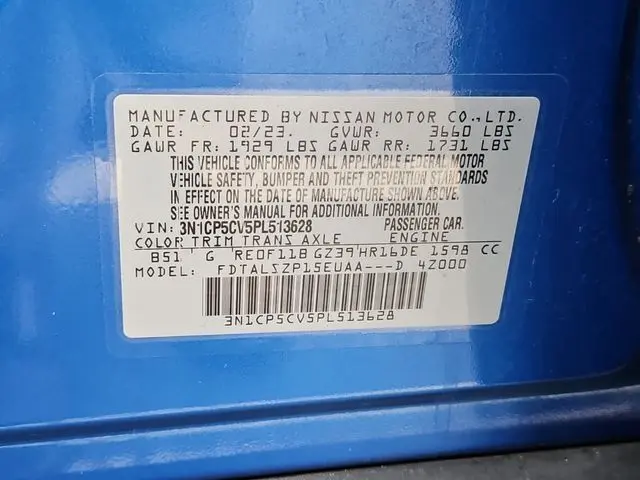 MANUFACTURED BY NISSAN MOTOR CO.,LTD.
DATE: 02/23. GVWR: 3660 LBS
GAWR FR: 1929 LBS GAWR RR: 1731 LBS
THIS VEHICLE CONFORMS TO ALL APPLICABLE FEDERAL MOTOR
VEHICLE SAFETY, BUMPER AND THEFT PREVENTION STANDARDS
IN EFFECT ON THE DATE OF MANUFACTURE SHOWN ABOVE.
SEE OWNER'S MANUAL FOR ADDITIONAL INFORMATION.
VIN: 3N1CP5CV5PL513628 PASSENGER CAR.
COLOR TRIM TRANS AXLE ENGINE
B51 G RE0F11B GZ39 HR16DE 1598 CC
MODEL: FDTALSZP15EUAA---D 4Z000
3N1CP5CV5PL513628